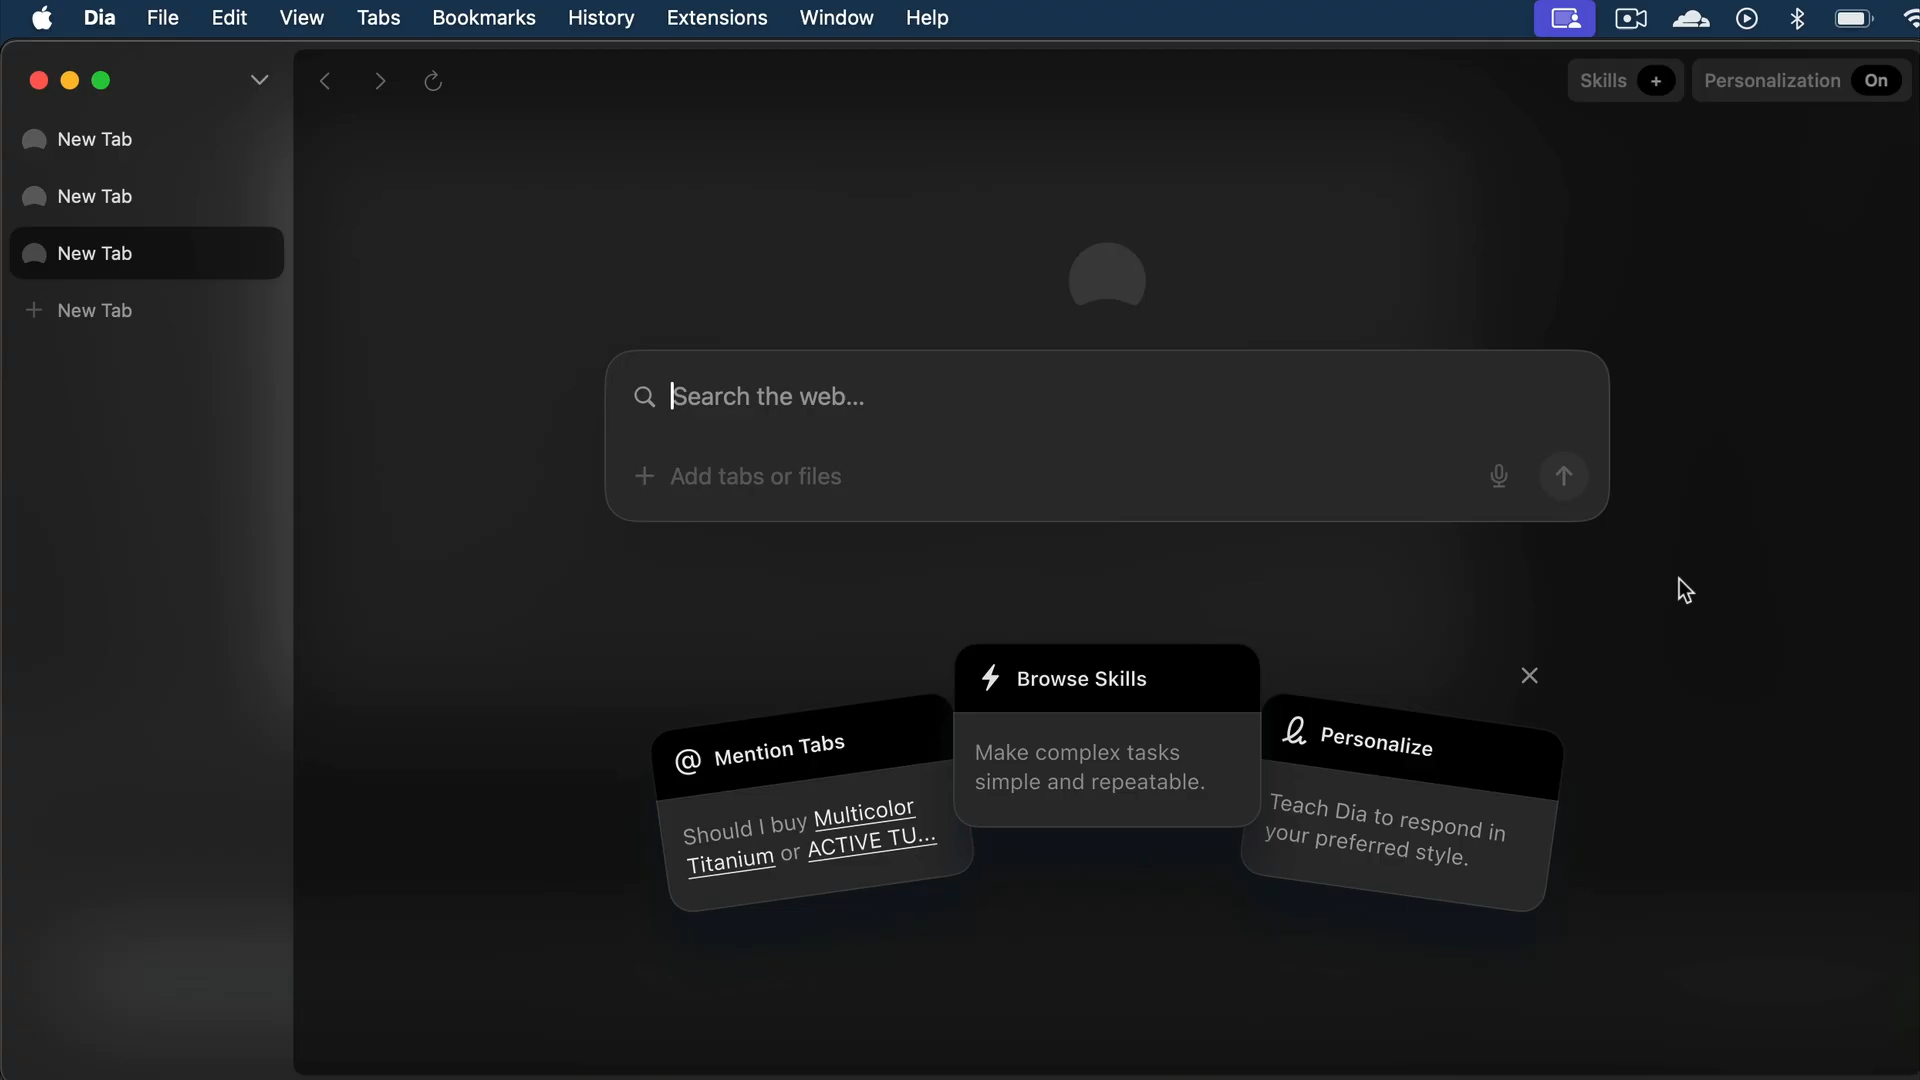 Dia File Edit View Tabs Bookmarks History Extensions Window Help
Skills + Personalization On
New Tab
New Tab
New Tab
+ New Tab
Search the web...
+ Add tabs or files
@ Mention Tabs
Should I buy Multicolor
Titanium or ACTIVE TU...
Browse Skills
Make complex tasks
simple and repeatable.
Personalize
Teach Dia to respond in
your preferred style.